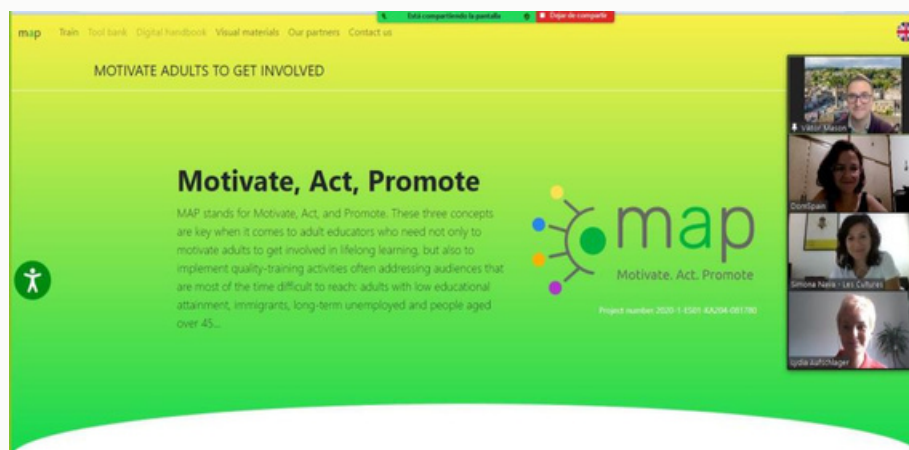 Está compartiendo la pantalla Dejar de compartir
map Train Tool bank Digital handbook Visual materials Our partners Contact us
MOTIVATE ADULTS TO GET INVOLVED
Motivate, Act, Promote
MAP stands for Motivate, Act, and Promote. These three concepts
are key when it comes to adult educators who need not only to
motivate adults to get involved in lifelong learning, but also to
implement quality-training activities often addressing audiences that
are most of the time difficult to reach: adults with low educational
attainment, immigrants, long-term unemployed and people aged
over 45...
map
Motivate. Act. Promote
Project number 2020-1-ES01-KA204-081780
Viktor Mason
DomSpain
Simona Nava - Les Cultures
Lydia Aufschlager